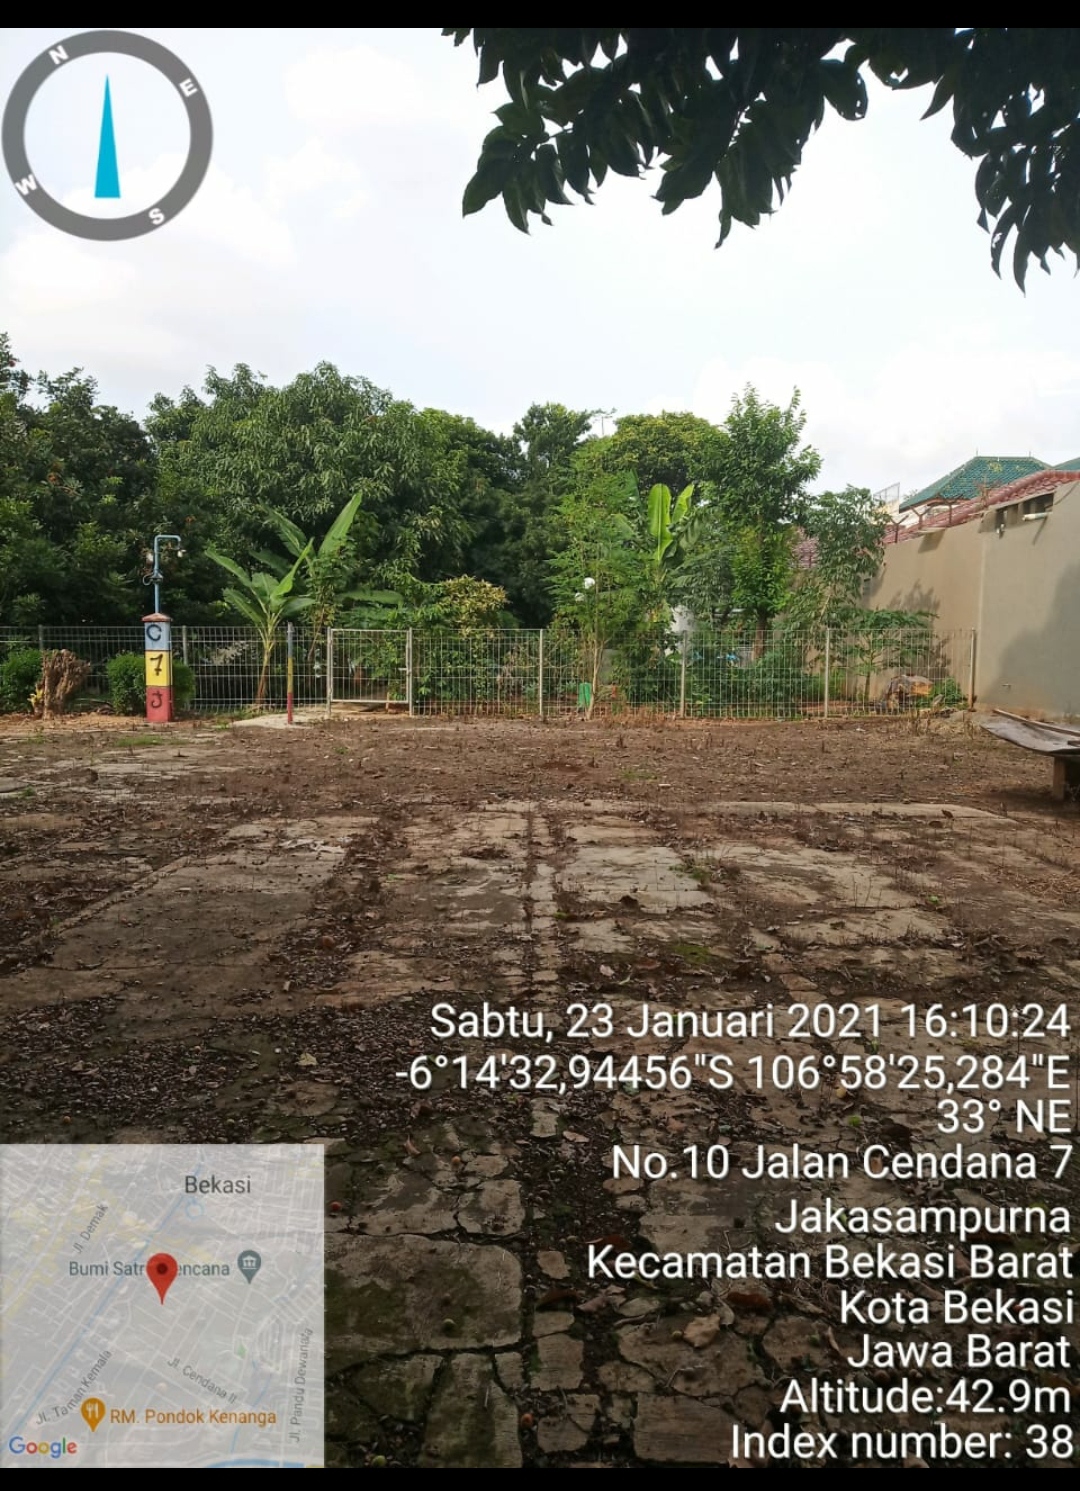 N
E
W
S
C
7
J
Sabtu, 23 Januari 2021 16:10:24
-6°14'32,94456"S 106°58'25,284"E
33° NE
No.10 Jalan Cendana 7
Jakasampurna
Kecamatan Bekasi Barat
Kota Bekasi
Jawa Barat
Altitude:42.9m
Index number: 38
Bekasi
Jl. Demak
Bumi Satr encana
Jl. Taman Kemala
Jl. Cendana II
Jl. Pandu Dewanata
RM. Pondok Kenanga
Google